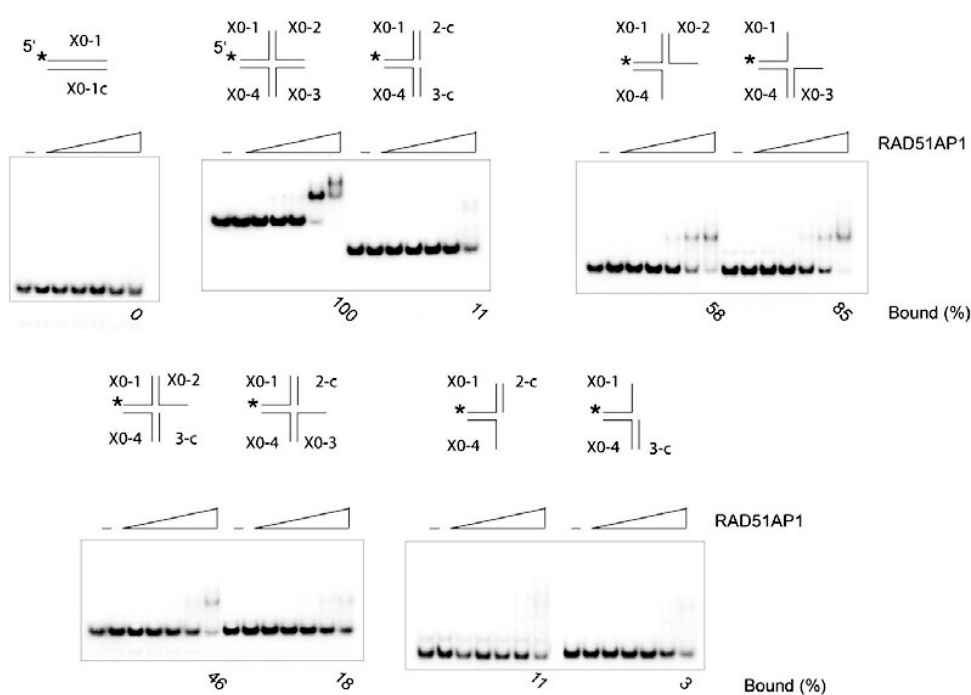 X0-1 X0-2 X0-1 2-c X0-1 X0-2 X0-1
5' * X0-1 5' * * * *
X0-1c X0-4 X0-3 X0-4 3-c X0-4 X0-4 X0-3
– – – – – RAD51AP1
0 100 11 58 85 Bound (%)
X0-1 X0-2 X0-1 2-c X0-1 2-c X0-1
* * * *
X0-4 3-c X0-4 X0-3 X0-4 X0-4 3-c
– – – – RAD51AP1
46 18 11 3 Bound (%)